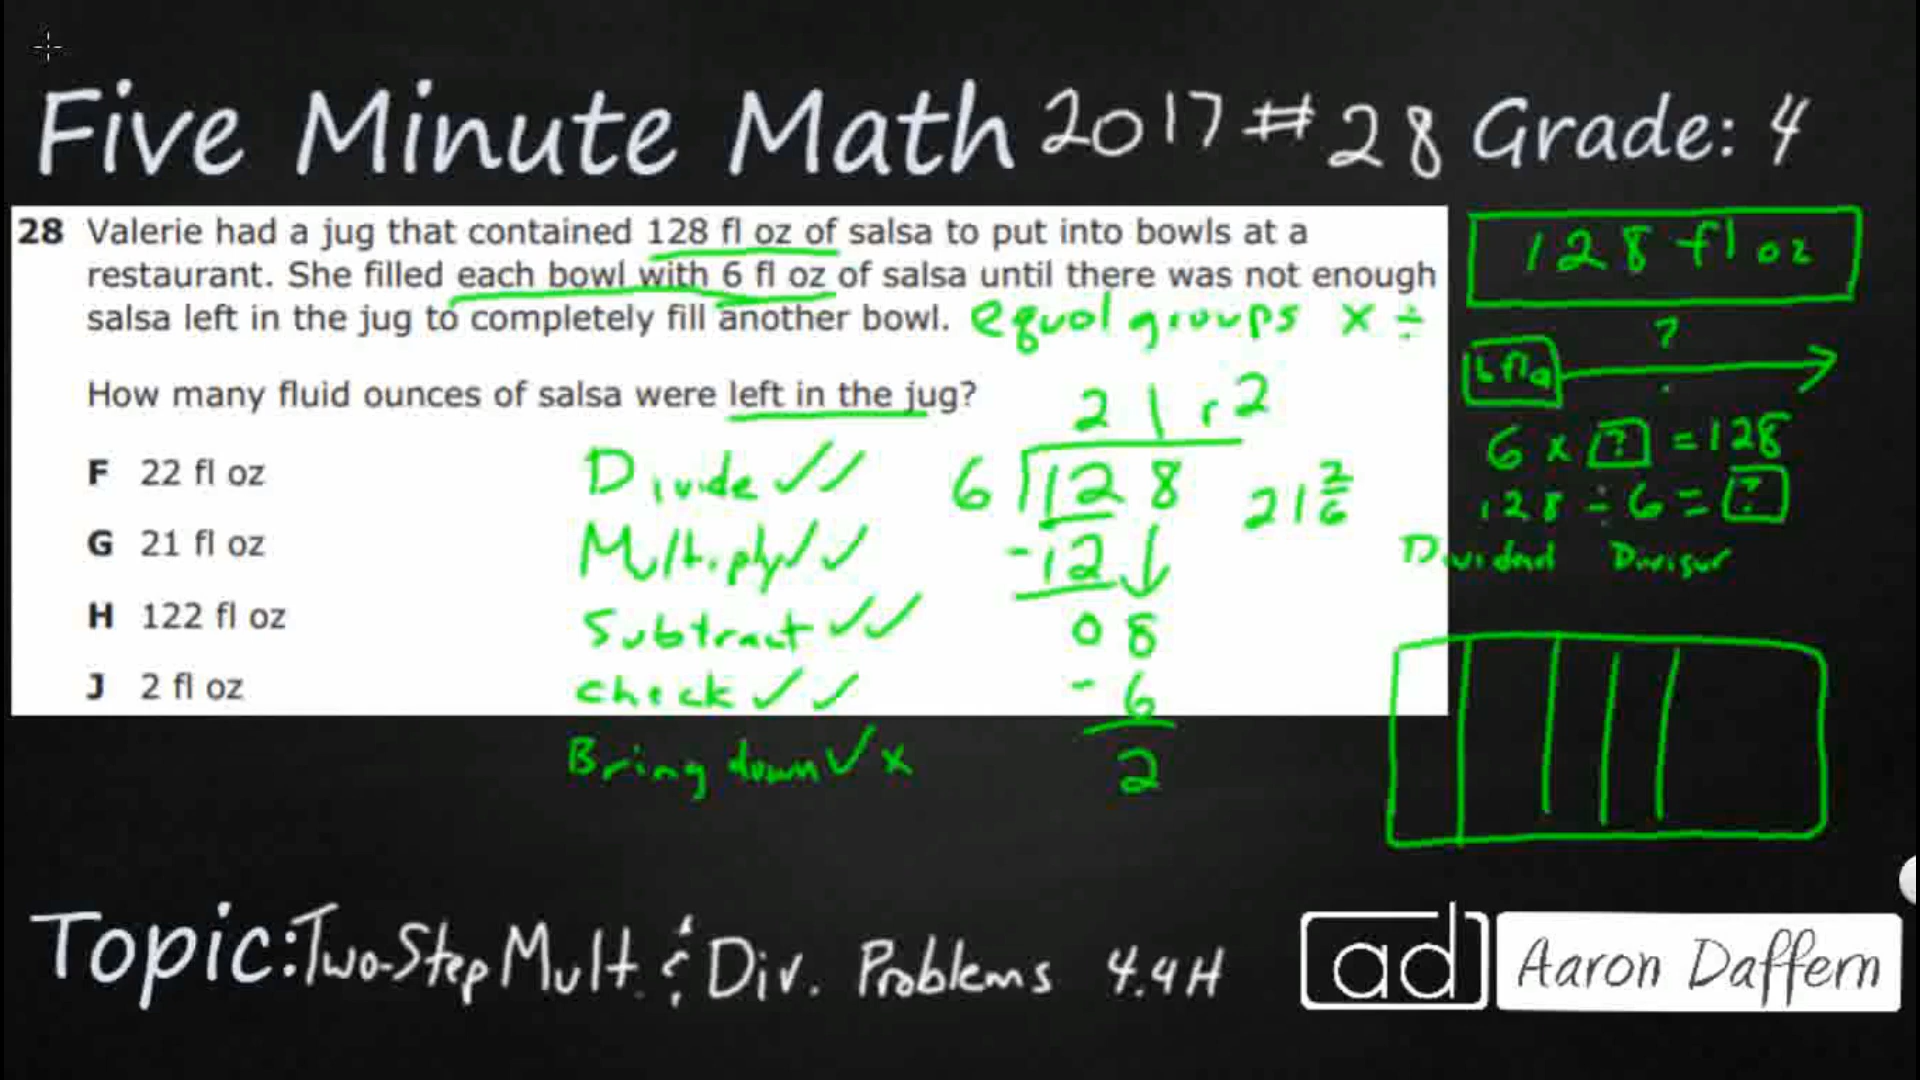 Five Minute Math 2017 #28 Grade: 4
28 Valerie had a jug that contained 128 fl oz of salsa to put into bowls at a
restaurant. She filled each bowl with 6 fl oz of salsa until there was not enough
salsa left in the jug to completely fill another bowl.
equal groups x ÷
How many fluid ounces of salsa were left in the jug?
F 22 fl oz
G 21 fl oz
H 122 fl oz
J 2 fl oz
Divide ✓✓
Multiply ✓✓
Subtract ✓✓
check ✓✓
Bring down ✓ x
21 r2
6 128
-12
08
-6
2
21 2/6
128 fl oz
?
6 x ? = 128
128 ÷ 6 = ?
Dividend Divisor
Topic: Two-Step Mult. & Div. Problems 4.4H
ad Aaron Daffern